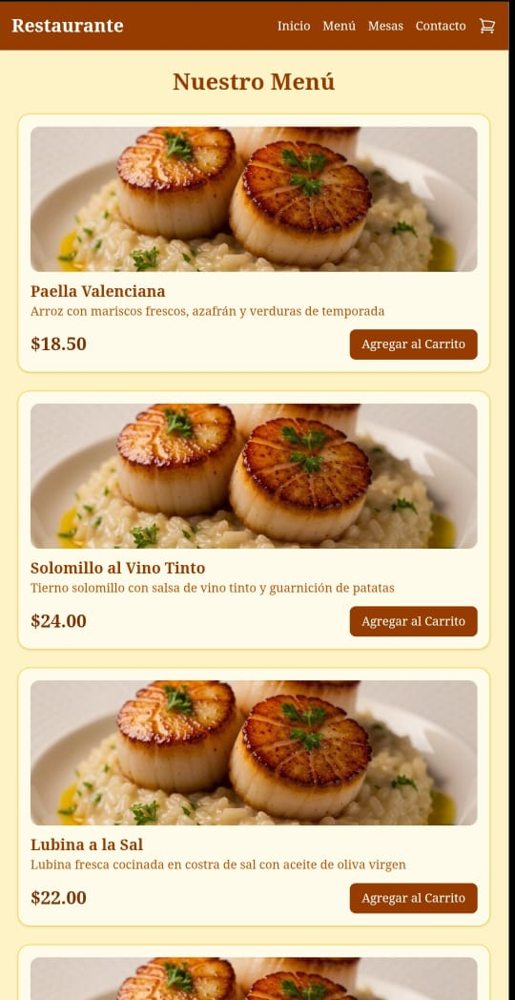 Restaurante
Inicio Menú Mesas Contacto
Nuestro Menú
Paella Valenciana
Arroz con mariscos frescos, azafrán y verduras de temporada
$18.50
Agregar al Carrito
Solomillo al Vino Tinto
Tierno solomillo con salsa de vino tinto y guarnición de patatas
$24.00
Agregar al Carrito
Lubina a la Sal
Lubina fresca cocinada en costra de sal con aceite de oliva virgen
$22.00
Agregar al Carrito